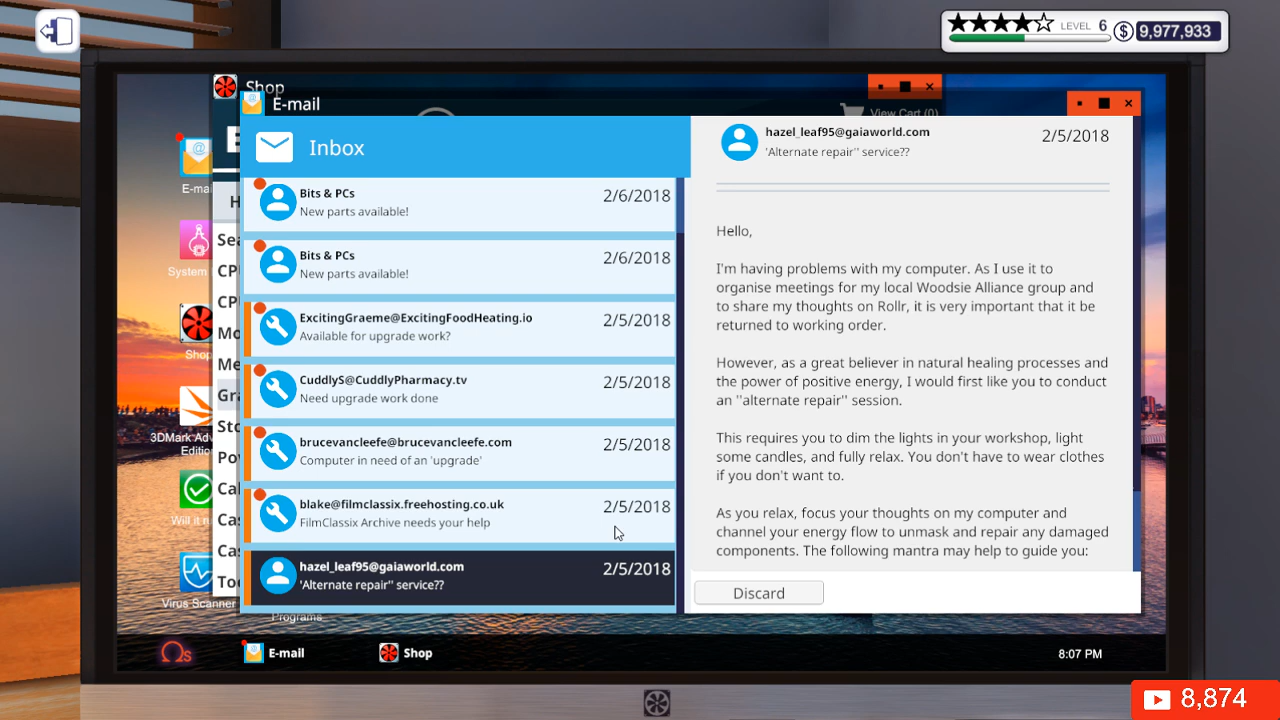 LEVEL 6
$ 9,977,933
Shop
View Cart (0)
E-mail
Inbox
Bits & PCs
New parts available!
2/6/2018
Bits & PCs
New parts available!
2/6/2018
ExcitingGraeme@ExcitingFoodHeating.io
Available for upgrade work?
2/5/2018
CuddlyS@CuddlyPharmacy.tv
Need upgrade work done
2/5/2018
brucevancleefe@brucevancleefe.com
Computer in need of an 'upgrade'
2/5/2018
blake@filmclassix.freehosting.co.uk
FilmClassix Archive needs your help
2/5/2018
hazel_leaf95@gaiaworld.com
'Alternate repair'' service??
2/5/2018
hazel_leaf95@gaiaworld.com
'Alternate repair'' service??
2/5/2018
Hello,
I'm having problems with my computer. As I use it to
organise meetings for my local Woodsie Alliance group and
to share my thoughts on Rollr, it is very important that it be
returned to working order.
However, as a great believer in natural healing processes and
the power of positive energy, I would first like you to conduct
an ''alternate repair'' session.
This requires you to dim the lights in your workshop, light
some candles, and fully relax. You don't have to wear clothes
if you don't want to.
As you relax, focus your thoughts on my computer and
channel your energy flow to unmask and repair any damaged
components. The following mantra may help to guide you:
Discard
E-mai
System
Shop
3DMark Adv
Edition
Will it ru
Virus Scanner
Programs
H
Sea
CP
CP
Mo
Me
Gra
Sto
Po
Cal
Cas
Cas
Too
Ωs
E-mail
Shop
8:07 PM
8,874